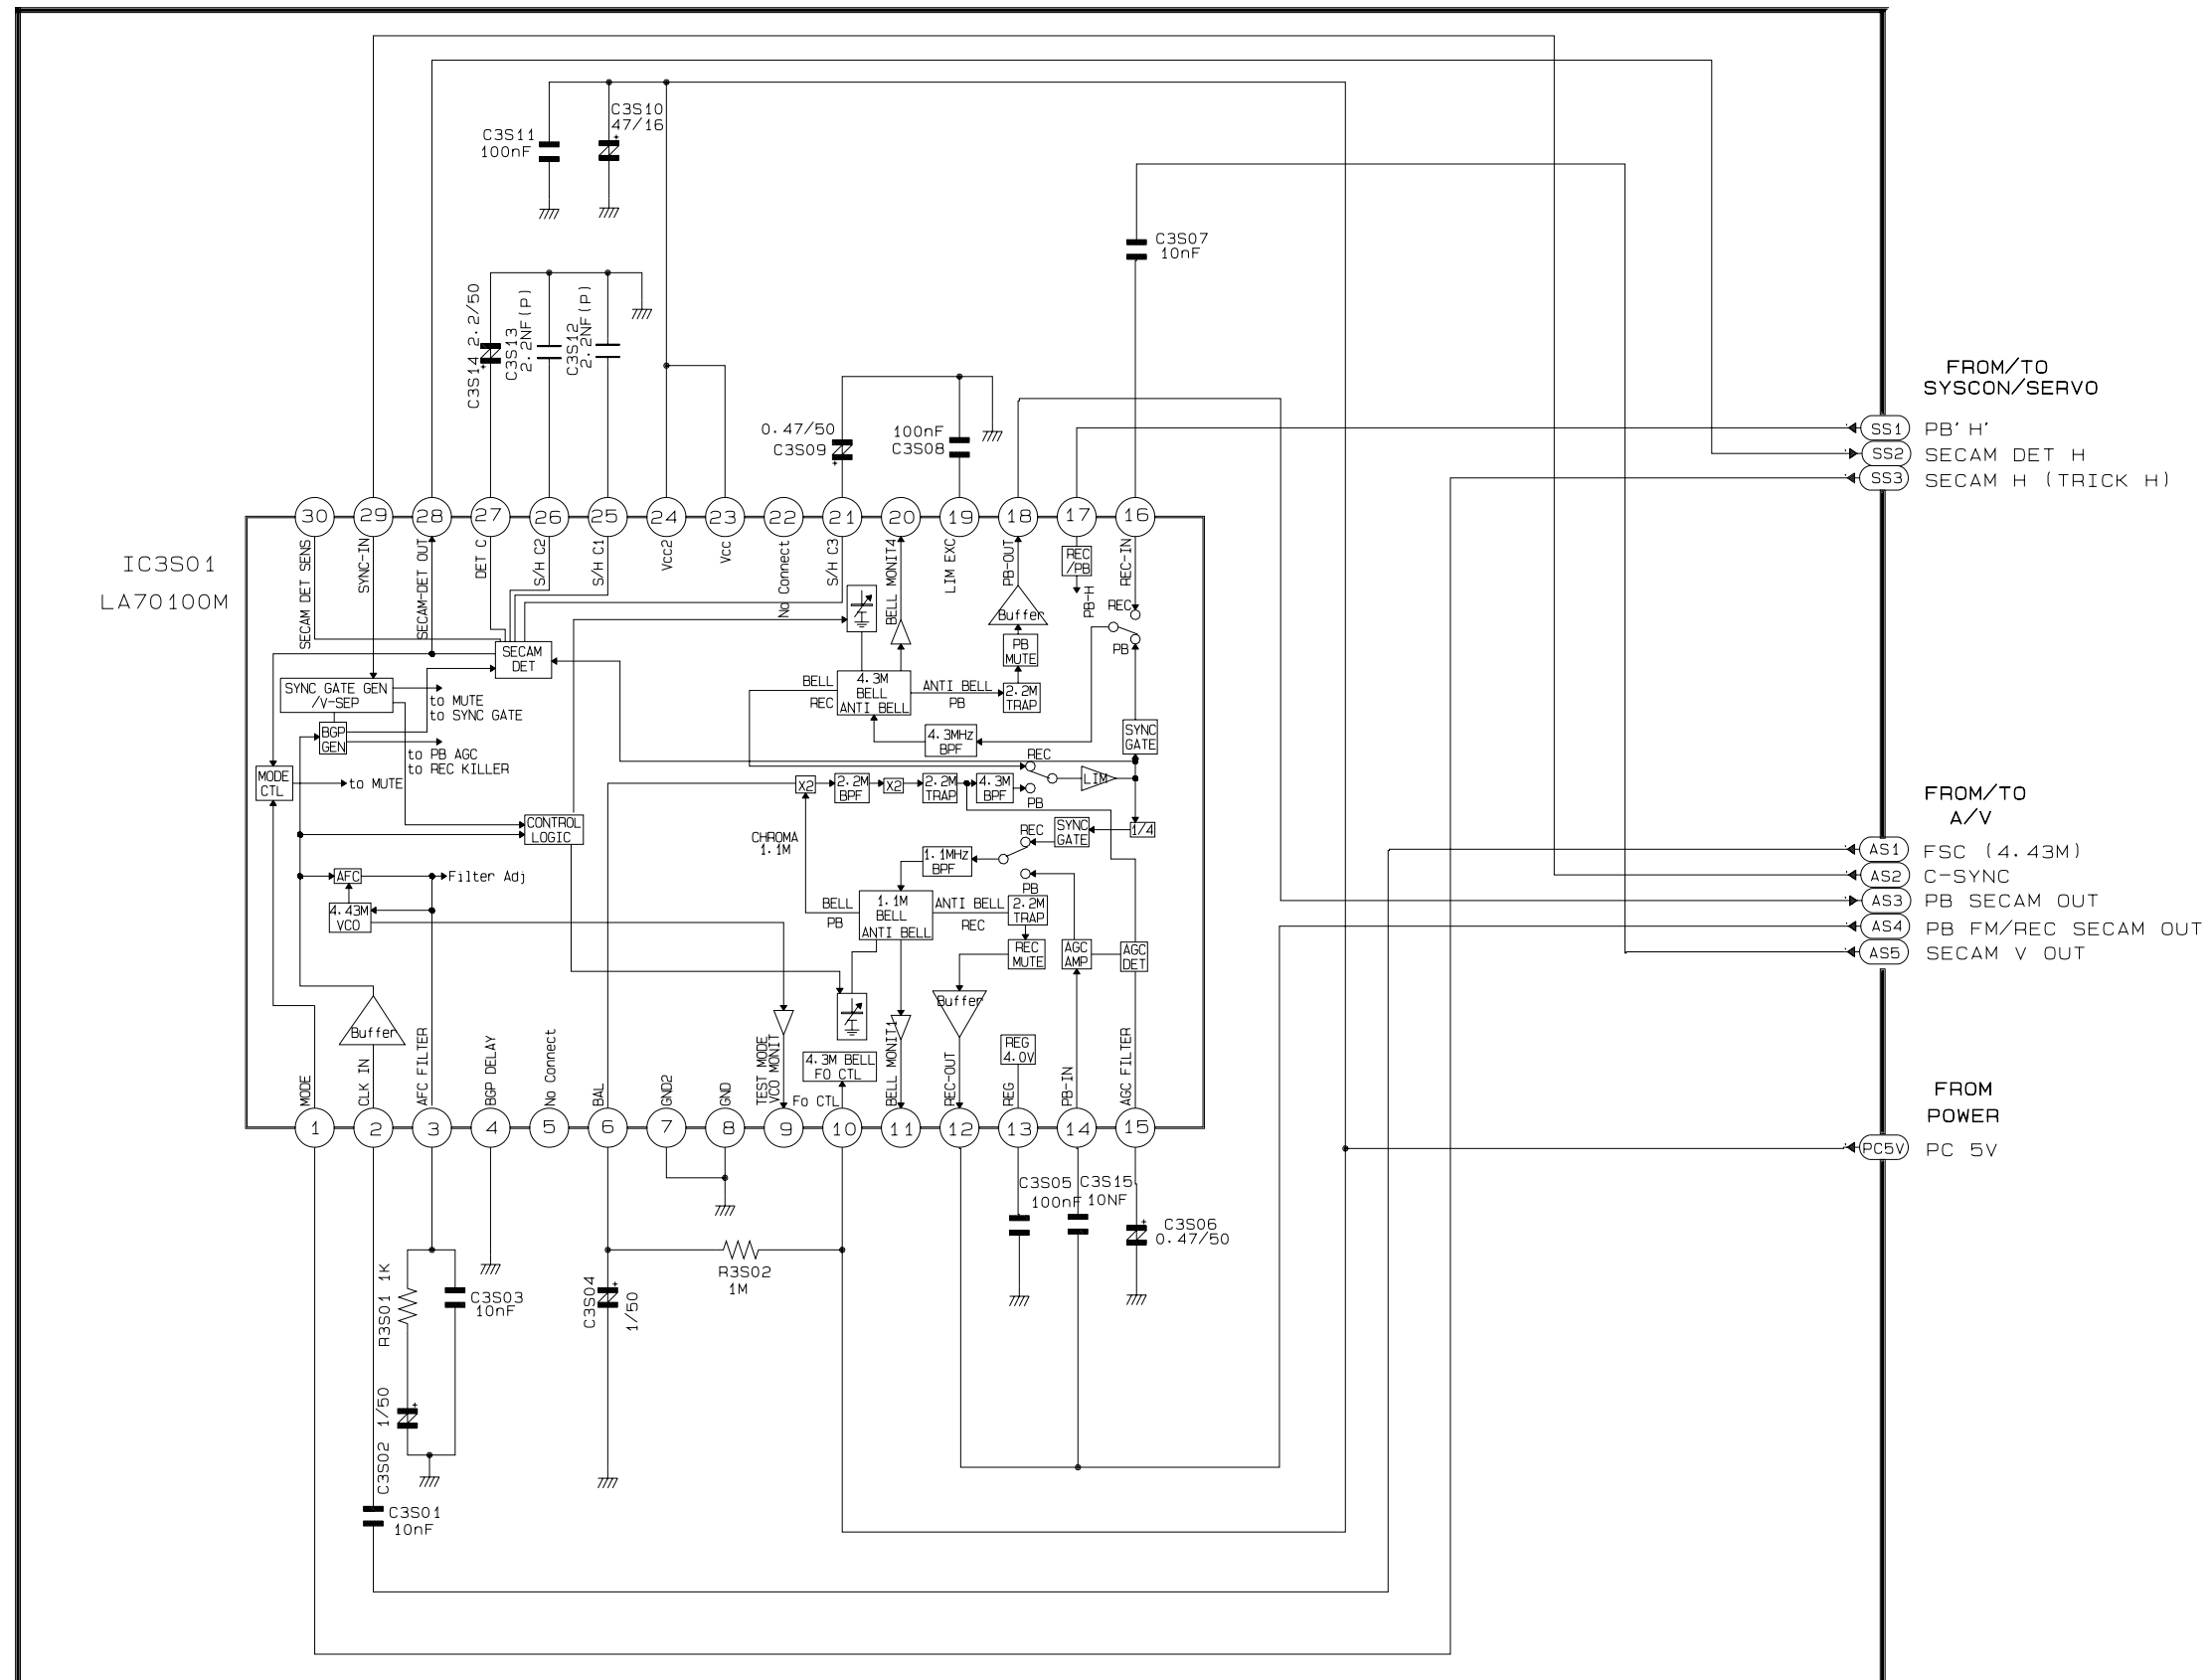 C3S10
47/16
C3S11
100nF
C3S07
10nF
C3S14 2.2/50
C3S13
2.2NF(P)
C3S12
2.2NF(P)
0.47/50
C3S09
100nF
C3S08
FROM/TO
SYSCON/SERVO
SS1 PB'H'
SS2 SECAM DET H
SS3 SECAM H (TRICK H)
IC3S01
LA70100M
30 29 28 27 26 25 24 23 22 21 20 19 18 17 16
SECAM DET SENS
SYNC-IN
SECAM-DET OUT
DET C
S/H C2
S/H C1
Vcc2
Vcc
No Connect
S/H C3
BELL MONIT4
LIM EXC
PB-OUT
REC
/PB
PB-H
REC-IN
REC
PB
Buffer
PB
MUTE
SECAM
DET
SYNC GATE GEN
/V-SEP
to MUTE
to SYNC GATE
BGP
GEN
to PB AGC
to REC KILLER
MODE
CTL
to MUTE
BELL
REC
4.3M
BELL
ANTI BELL
ANTI BELL
PB
2.2M
TRAP
4.3MHz
BPF
SYNC
GATE
REC
PB
X2
2.2M
BPF
X2
2.2M
TRAP
4.3M
BPF
LIM
CONTROL
LOGIC
CHROMA
1.1M
REC
PB
SYNC
GATE
1/4
1.1MHz
BPF
AFC
Filter Adj
4.43M
VCO
BELL
PB
1.1M
BELL
ANTI BELL
ANTI BELL
REC
2.2M
TRAP
REC
MUTE
AGC
AMP
AGC
DET
Buffer
Buffer
REG
4.0V
4.3M BELL
FO CTL
MODE
CLK IN
AFC FILTER
BGP DELAY
No Connect
BAL
GND2
GND
TEST MODE
VCO MONIT
Fo CTL
BELL MONIT1
REC-OUT
REG
PB-IN
AGC FILTER
1 2 3 4 5 6 7 8 9 10 11 12 13 14 15
FROM/TO
A/V
AS1 FSC (4.43M)
AS2 C-SYNC
AS3 PB SECAM OUT
AS4 PB FM/REC SECAM OUT
AS5 SECAM V OUT
FROM
POWER
PC5V PC 5V
C3S05
100nF
C3S15
10NF
C3S06
0.47/50
R3S02
1M
C3S04
1/50
R3S01 1K
C3S03
10nF
C3S02 1/50
C3S01
10nF